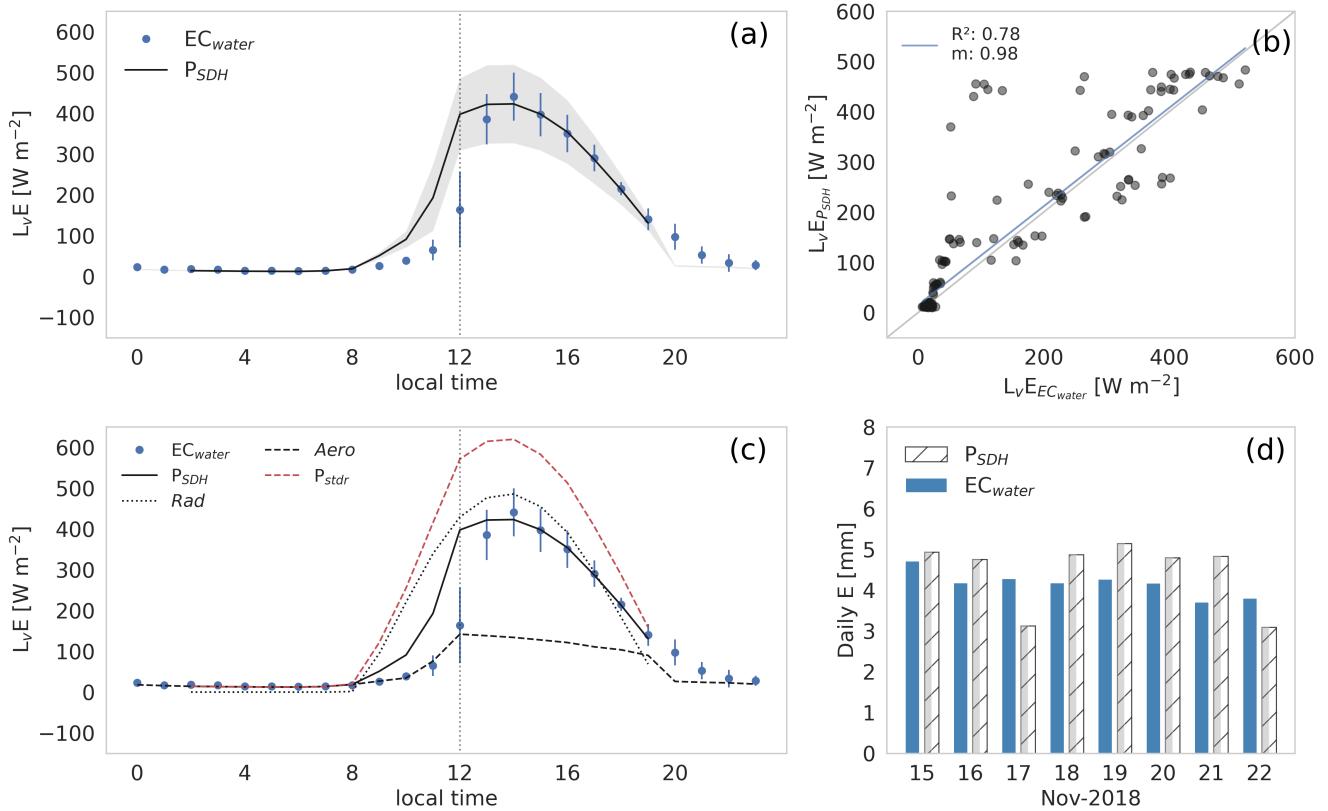 (a)
EC_water
P_SDH
L_vE [W m⁻²]
600
500
400
300
200
100
0
−100
0 4 8 12 16 20
local time
(b)
R²: 0.78
m: 0.98
L_vE_P_SDH [W m⁻²]
600
500
400
300
200
100
0
0 200 400 600
L_vE_EC_water [W m⁻²]
(c)
EC_water
P_SDH
Rad
Aero
P_stdr
L_vE [W m⁻²]
600
500
400
300
200
100
0
−100
0 4 8 12 16 20
local time
(d)
P_SDH
EC_water
Daily E [mm]
8
7
6
5
4
3
2
1
0
15 16 17 18 19 20 21 22
Nov-2018